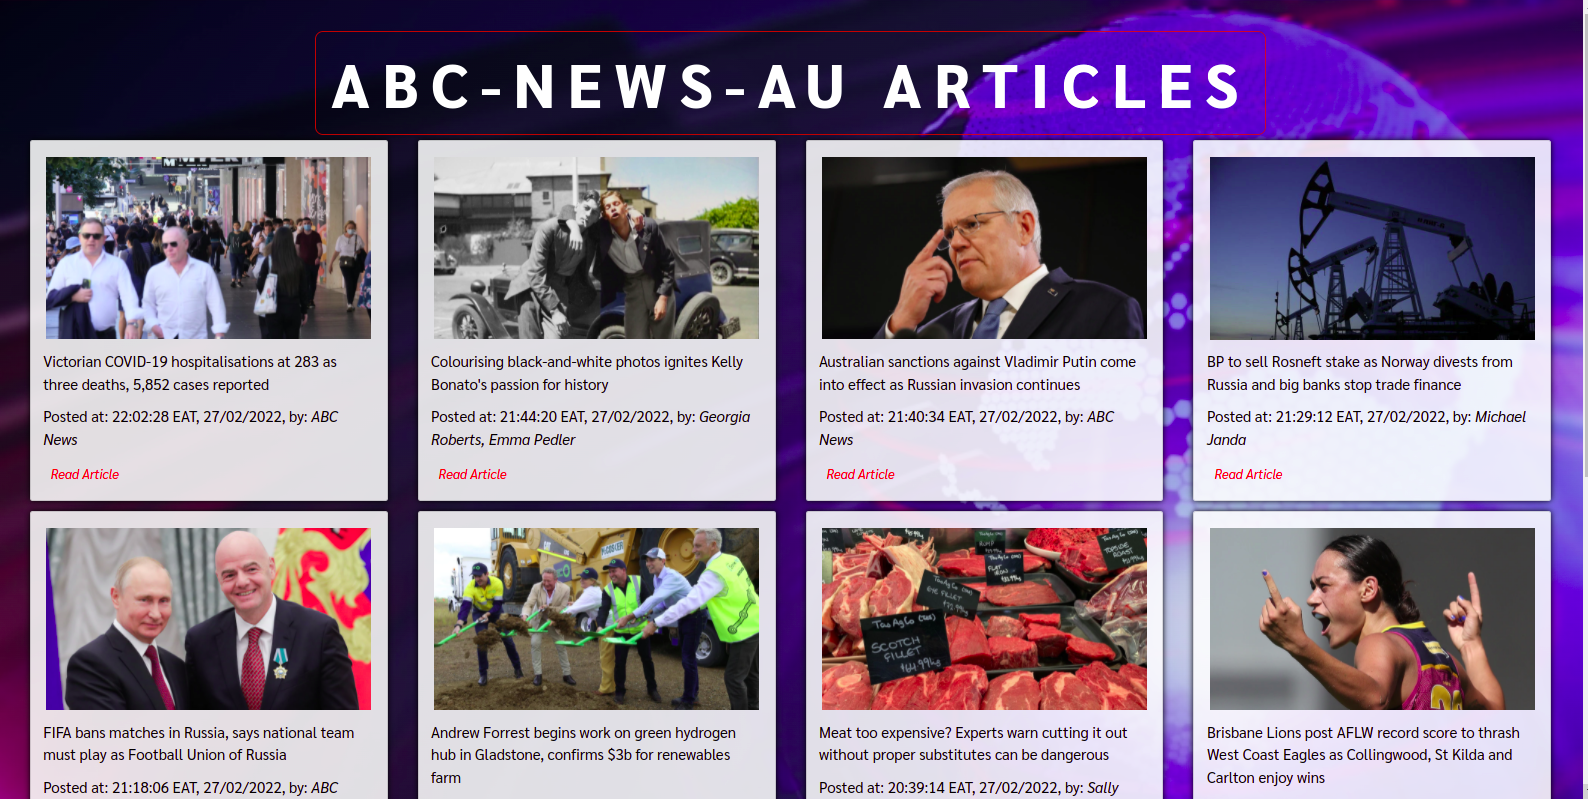 ABC-NEWS-AU ARTICLES
Victorian COVID-19 hospitalisations at 283 as
three deaths, 5,852 cases reported
Posted at: 22:02:28 EAT, 27/02/2022, by: ABC
News
Read Article
Colourising black-and-white photos ignites Kelly
Bonato's passion for history
Posted at: 21:44:20 EAT, 27/02/2022, by: Georgia
Roberts, Emma Pedler
Read Article
Australian sanctions against Vladimir Putin come
into effect as Russian invasion continues
Posted at: 21:40:34 EAT, 27/02/2022, by: ABC
News
Read Article
BP to sell Rosneft stake as Norway divests from
Russia and big banks stop trade finance
Posted at: 21:29:12 EAT, 27/02/2022, by: Michael
Janda
Read Article
FIFA bans matches in Russia, says national team
must play as Football Union of Russia
Posted at: 21:18:06 EAT, 27/02/2022, by: ABC
Andrew Forrest begins work on green hydrogen
hub in Gladstone, confirms $3b for renewables
farm
SCOTCH
FILLET
EYE FILLET
FLAT
IRON
TOPSIDE
ROAST
Meat too expensive? Experts warn cutting it out
without proper substitutes can be dangerous
Posted at: 20:39:14 EAT, 27/02/2022, by: Sally
Brisbane Lions post AFLW record score to thrash
West Coast Eagles as Collingwood, St Kilda and
Carlton enjoy wins